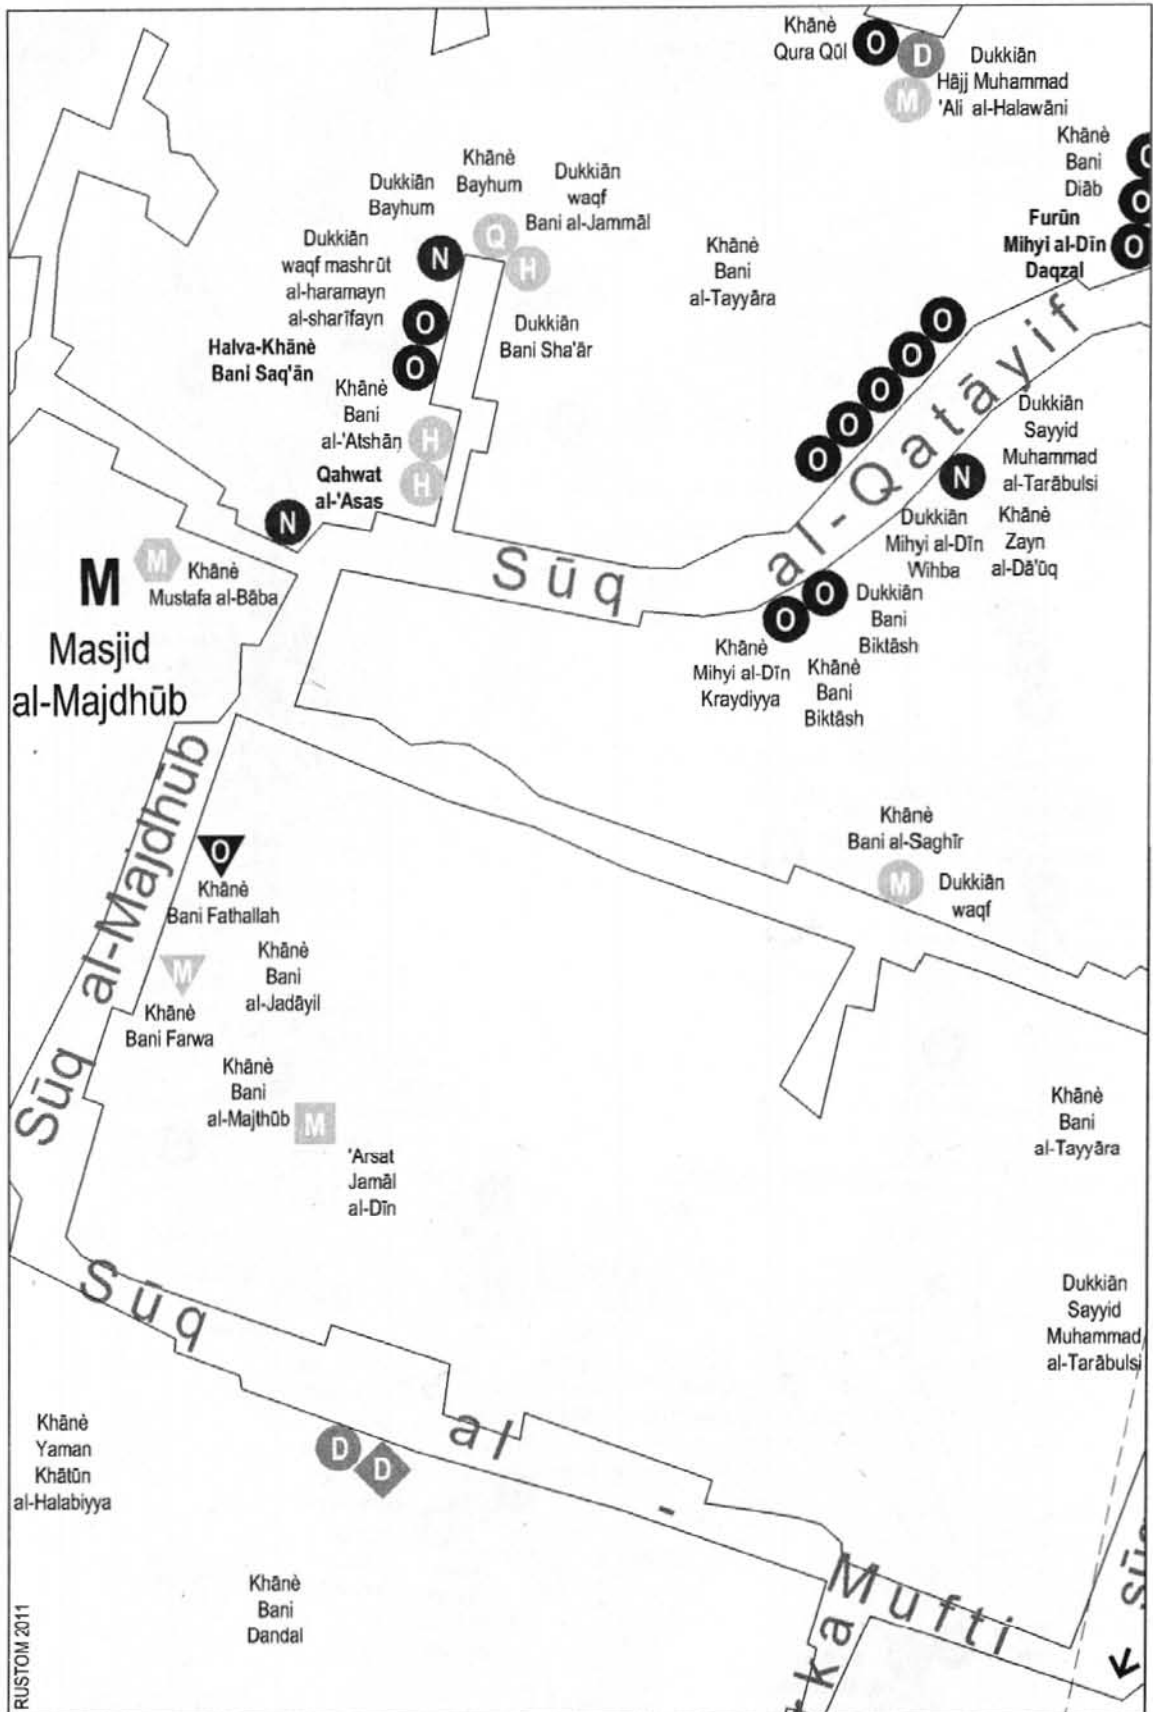 Khānè
Qura Qūl
O
D
Dukkiān
Hājj Muhammad
'Ali al-Halawāni
M
Khānè
Bani
Diāb
O
O
Furūn
Mihyi al-Dīn
Daqzal
O
Khānè
Bayhum
Dukkiān
Bayhum
Dukkiān
waqf
Bani al-Jammāl
Q
N
H
Dukkiān
waqf mashrūt
al-haramayn
al-sharīfayn
O
Halva-Khānè
Bani Saq'ān
O
Dukkiān
Bani Sha'âr
Khānè
Bani
al-Tayyāra
Khānè
Bani
al-'Atshān
H
Qahwat
al-'Asas
H
N
O
O
O
O
O
Sūq al-Qatāyif
Dukkiān
Sayyid
Muhammad
al-Tarābulsi
N
Dukkiān
Mihyi al-Dīn
Wihba
Khānè
Zayn
al-Dā'ūq
O
O
Dukkiān
Bani
Biktāsh
Khānè
Mihyi al-Dīn
Kraydiyya
Khānè
Bani
Biktāsh
M
M
Khānè
Mustafa al-Bāba
Masjid
al-Majdhūb
Sūq al-Majdhūb
O
Khānè
Bani Fathallah
M
Khānè
Bani Farwa
Khānè
Bani
al-Jadāyil
Khānè
Bani
al-Majthūb
M
'Arsat
Jamāl
al-Dīn
Khānè
Bani al-Saghīr
M
Dukkiān
waqf
Khānè
Bani
al-Tayyāra
Dukkiān
Sayyid
Muhammad
al-Tarābulsi
Sūq al-Mufti
D
D
Khānè
Yaman
Khātūn
al-Halabiyya
Khānè
Bani
Dandal
ka
RUSTOM 2011